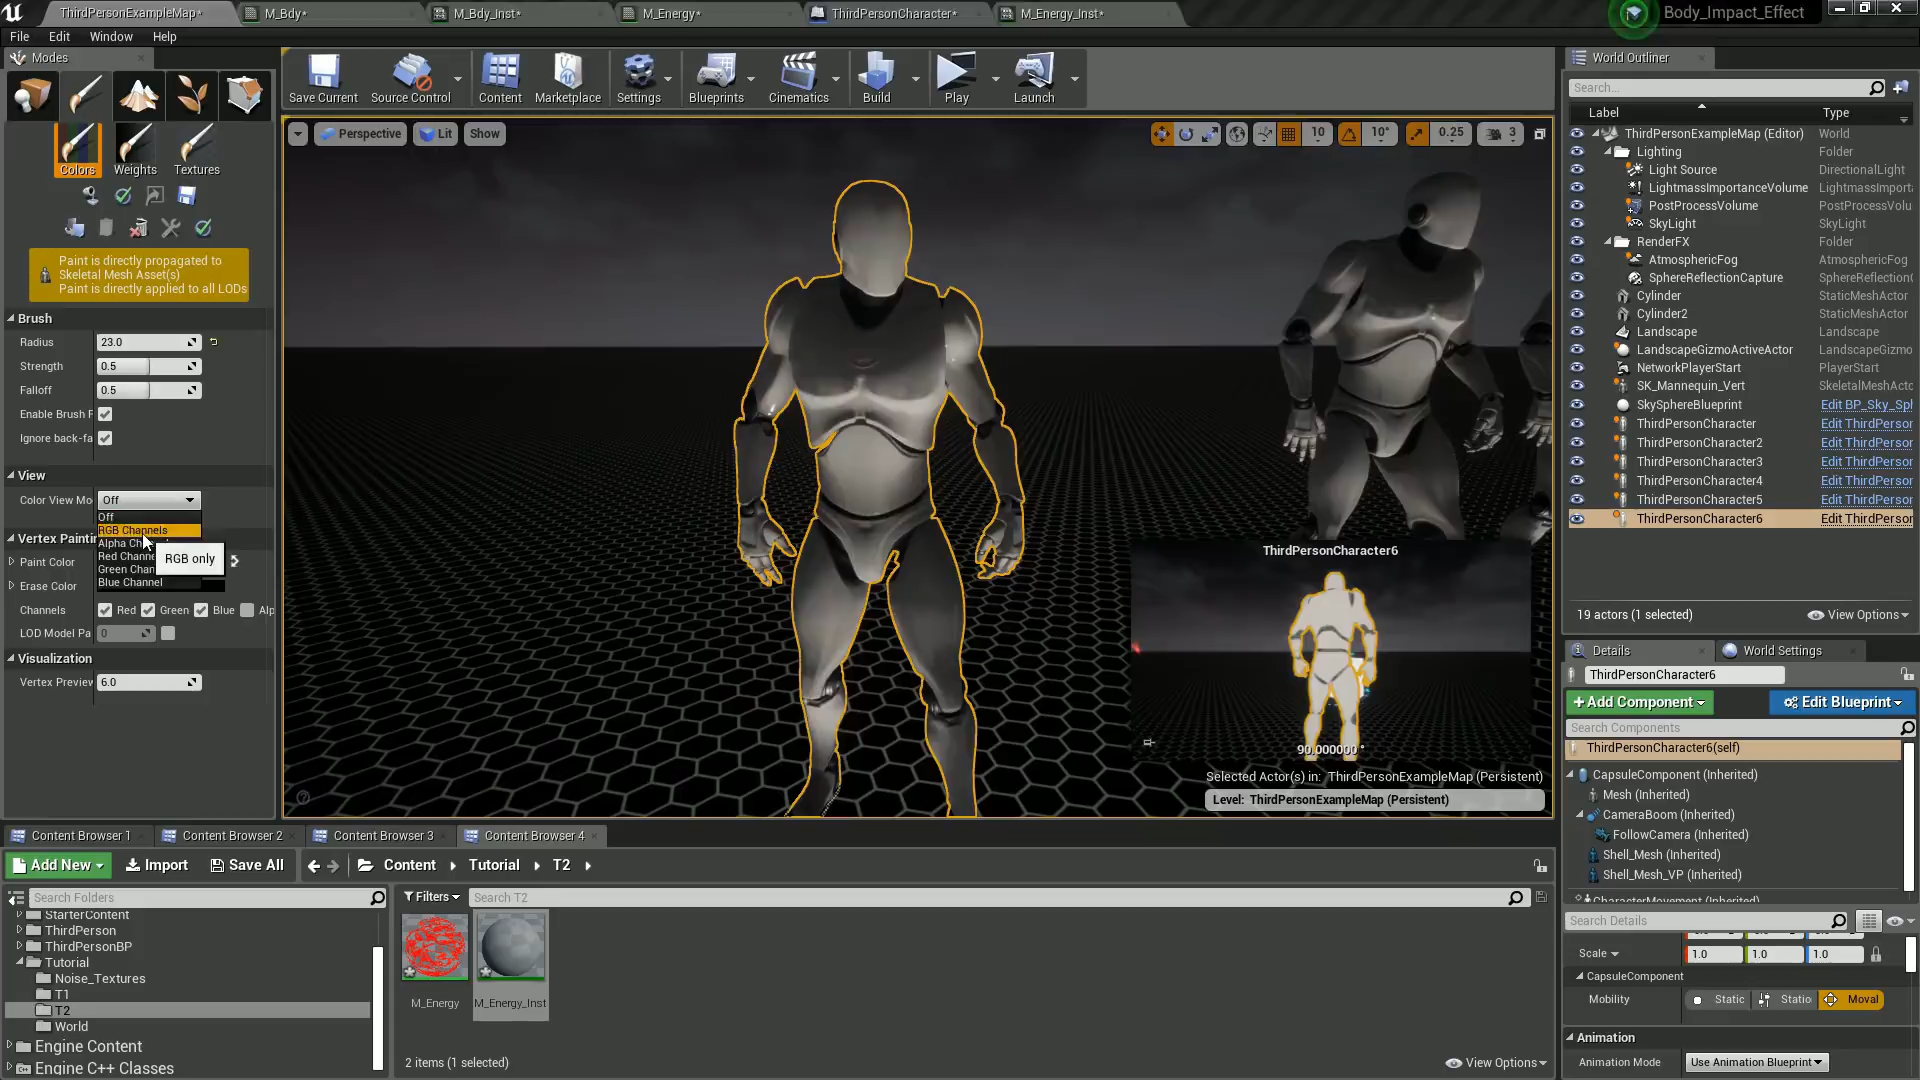 ThirdPersonExampleMap*
M_Bdy*
M_Bdy_Inst*
M_Energy*
ThirdPersonCharacter*
M_Energy_Inst*
Body_Impact_Effect
File Edit Window Help
Modes
Colors Weights Textures
Paint is directly propagated to
Skeletal Mesh Asset(s)
Paint is directly applied to all LODs
Brush
Radius 23.0
Strength 0.5
Falloff 0.5
Enable Brush F
Ignore back-fa
View
Color View Mo Off
Off
RGB Channels
Alpha Ch
Red Channe
Green Chan
Blue Channel
RGB only
Vertex Paintin
Paint Color
Erase Color
Channels Red Green Blue Alp
LOD Model Pa 0
Visualization
Vertex Preview 6.0
Save Current
Source Control
Content
Marketplace
Settings
Blueprints
Cinematics
Build
Play
Launch
Perspective Lit Show
10 10° 0.25 3
ThirdPersonCharacter6
90.000000 °
Selected Actor(s) in: ThirdPersonExampleMap (Persistent)
Level: ThirdPersonExampleMap (Persistent)
World Outliner
Search...
Label Type
ThirdPersonExampleMap (Editor) World
Lighting Folder
Light Source DirectionalLight
LightmassImportanceVolume LightmassImporta
PostProcessVolume PostProcessVolu
SkyLight SkyLight
RenderFX Folder
AtmosphericFog AtmosphericFog
SphereReflectionCapture SphereReflectionC
Cylinder StaticMeshActor
Cylinder2 StaticMeshActor
Landscape Landscape
LandscapeGizmoActiveActor LandscapeGizmo
NetworkPlayerStart PlayerStart
SK_Mannequin_Vert SkeletalMeshActo
SkySphereBlueprint Edit BP_Sky_Sph
ThirdPersonCharacter Edit ThirdPerson
ThirdPersonCharacter2 Edit ThirdPerson
ThirdPersonCharacter3 Edit ThirdPerson
ThirdPersonCharacter4 Edit ThirdPerson
ThirdPersonCharacter5 Edit ThirdPerson
ThirdPersonCharacter6 Edit ThirdPerson
19 actors (1 selected) View Options
Details World Settings
ThirdPersonCharacter6
+Add Component Edit Blueprint
Search Components
ThirdPersonCharacter6(self)
CapsuleComponent (Inherited)
Mesh (Inherited)
CameraBoom (Inherited)
FollowCamera (Inherited)
Shell_Mesh (Inherited)
Shell_Mesh_VP (Inherited)
CharacterMovement (Inherited)
Search Details
Scale 1.0 1.0 1.0
CapsuleComponent
Mobility Static Statio Moval
Animation
Animation Mode Use Animation Blueprint
Content Browser 1
Content Browser 2
Content Browser 3
Content Browser 4
Add New Import Save All Content Tutorial T2
Search Folders
Filters Search T2
StarterContent
ThirdPerson
ThirdPersonBP
Tutorial
Noise_Textures
T1
T2
World
Engine Content
Engine C++ Classes
M_Energy
M_Energy_Inst
2 items (1 selected)
View Options